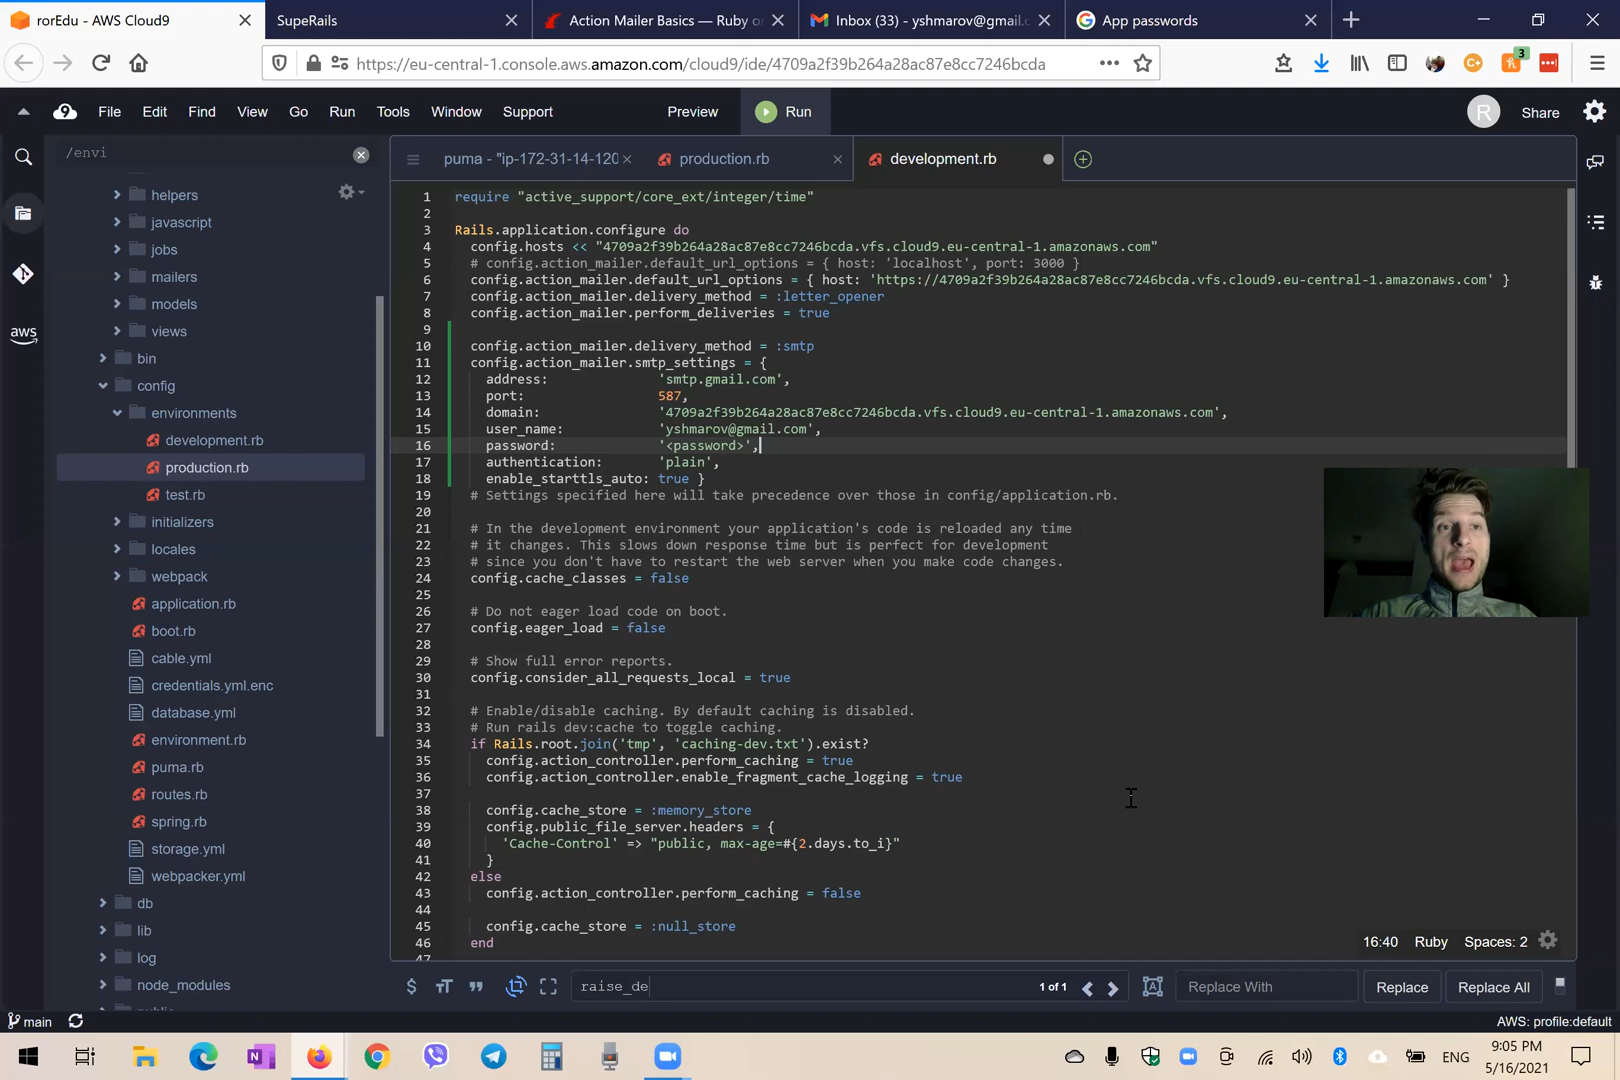 rorEdu - AWS Cloud9
SupeRails
Action Mailer Basics — Ruby o
Inbox (33) - yshmarov@gmail.c
App passwords
https://eu-central-1.console.aws.amazon.com/cloud9/ide/4709a2f39b264a28ac87e8cc7246bcda
3
9 File Edit Find View Go Run Tools Window Support Preview Run R Share
/envi
puma - "ip-172-31-14-120
production.rb
development.rb
helpers
javascript
jobs
mailers
models
views
bin
config
environments
development.rb
production.rb
test.rb
initializers
locales
webpack
application.rb
boot.rb
cable.yml
credentials.yml.enc
database.yml
environment.rb
puma.rb
routes.rb
spring.rb
storage.yml
webpacker.yml
db
lib
log
node_modules
aws
1 require "active_support/core_ext/integer/time"
2
3 Rails.application.configure do
4 config.hosts << "4709a2f39b264a28ac87e8cc7246bcda.vfs.cloud9.eu-central-1.amazonaws.com"
5 # config.action_mailer.default_url_options = { host: 'localhost', port: 3000 }
6 config.action_mailer.default_url_options = { host: 'https://4709a2f39b264a28ac87e8cc7246bcda.vfs.cloud9.eu-central-1.amazonaws.com' }
7 config.action_mailer.delivery_method = :letter_opener
8 config.action_mailer.perform_deliveries = true
9
10 config.action_mailer.delivery_method = :smtp
11 config.action_mailer.smtp_settings = {
12 address: 'smtp.gmail.com',
13 port: 587,
14 domain: '4709a2f39b264a28ac87e8cc7246bcda.vfs.cloud9.eu-central-1.amazonaws.com',
15 user_name: 'yshmarov@gmail.com',
16 password: '<password>',
17 authentication: 'plain',
18 enable_starttls_auto: true }
19 # Settings specified here will take precedence over those in config/application.rb.
20
21 # In the development environment your application's code is reloaded any time
22 # it changes. This slows down response time but is perfect for development
23 # since you don't have to restart the web server when you make code changes.
24 config.cache_classes = false
25
26 # Do not eager load code on boot.
27 config.eager_load = false
28
29 # Show full error reports.
30 config.consider_all_requests_local = true
31
32 # Enable/disable caching. By default caching is disabled.
33 # Run rails dev:cache to toggle caching.
34 if Rails.root.join('tmp', 'caching-dev.txt').exist?
35 config.action_controller.perform_caching = true
36 config.action_controller.enable_fragment_cache_logging = true
37
38 config.cache_store = :memory_store
39 config.public_file_server.headers = {
40 'Cache-Control' => "public, max-age=#{2.days.to_i}"
41 }
42 else
43 config.action_controller.perform_caching = false
44
45 config.cache_store = :null_store
46 end
47
16:40 Ruby Spaces: 2
raise_de
1 of 1
Replace With
Replace
Replace All
main
AWS: profile:default
ENG
9:05 PM
5/16/2021